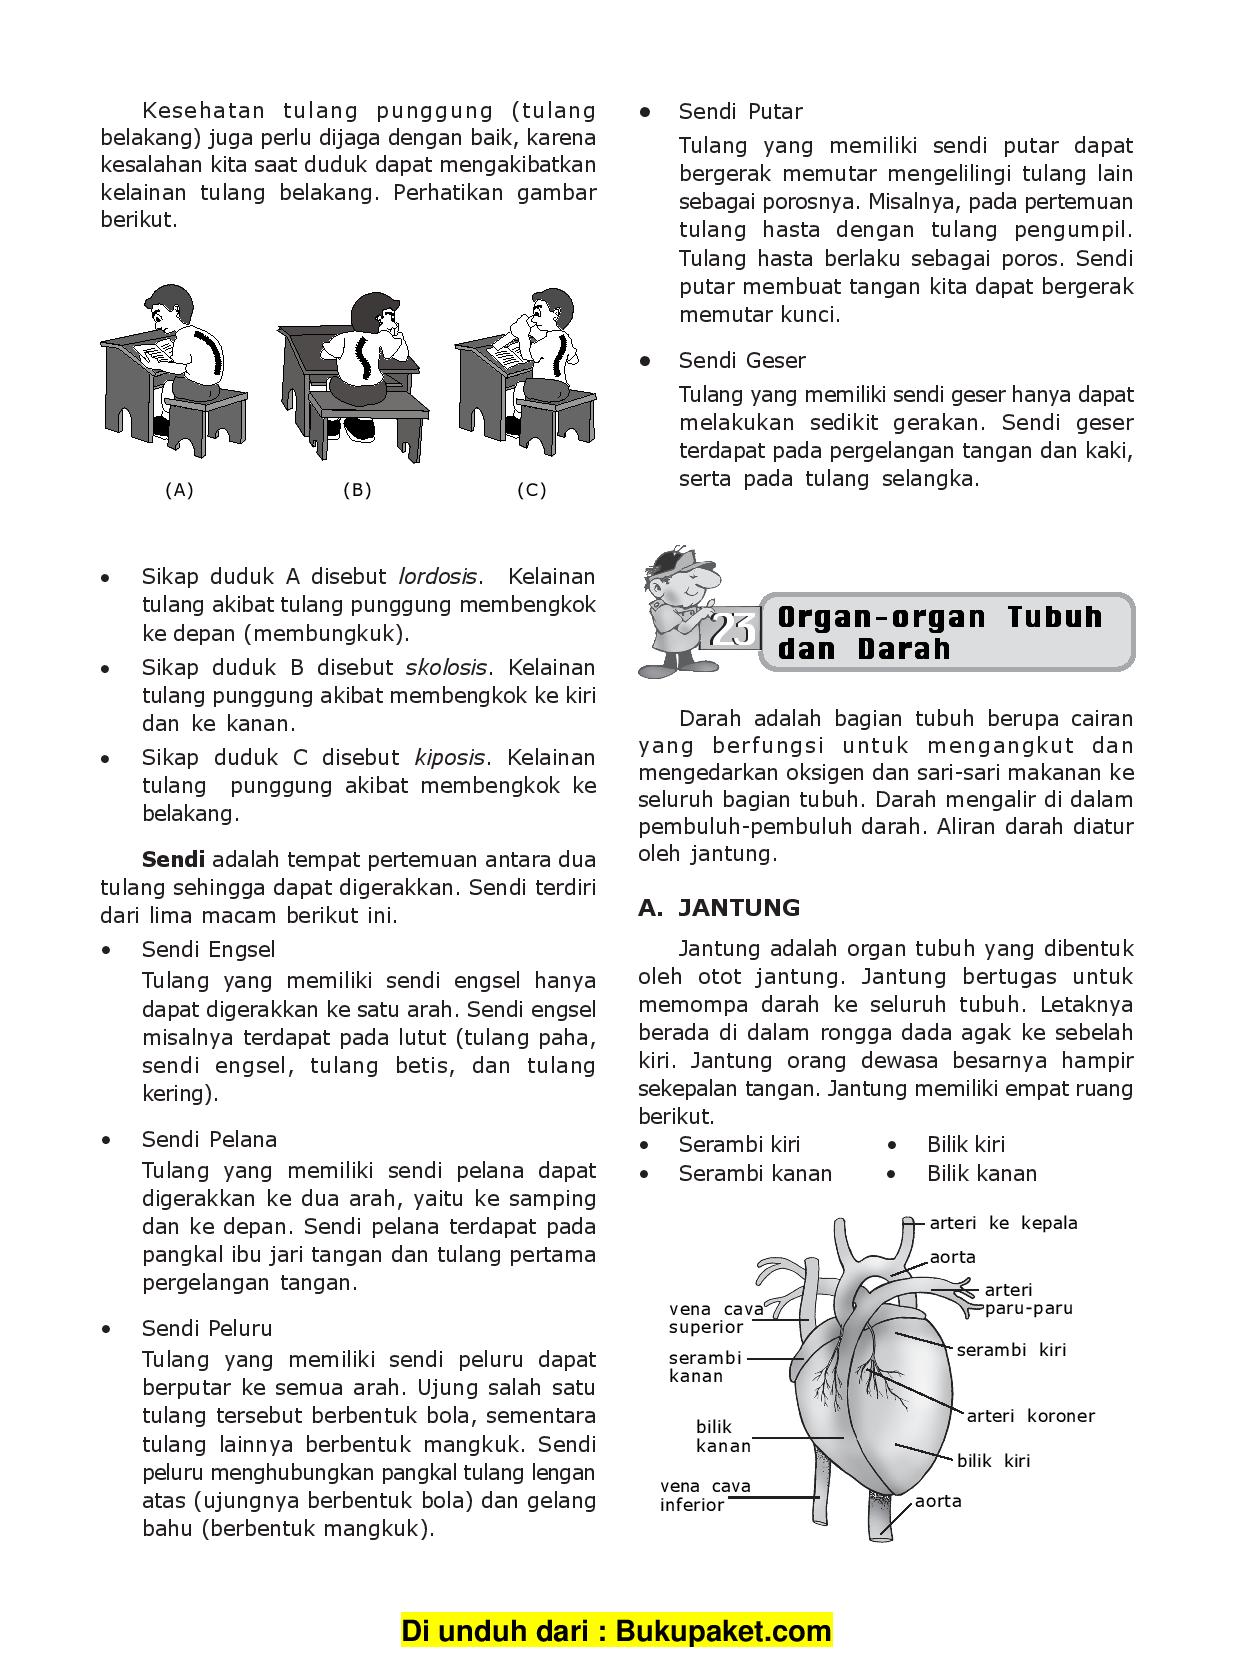 Kesehatan tulang punggung (tulang
belakang) juga perlu dijaga dengan baik, karena
kesalahan kita saat duduk dapat mengakibatkan
kelainan tulang belakang. Perhatikan gambar
berikut.
(A) (B) (C)
• Sikap duduk A disebut lordosis. Kelainan
tulang akibat tulang punggung membengkok
ke depan (membungkuk).
• Sikap duduk B disebut skolosis. Kelainan
tulang punggung akibat membengkok ke kiri
dan ke kanan.
• Sikap duduk C disebut kiposis. Kelainan
tulang punggung akibat membengkok ke
belakang.
Sendi adalah tempat pertemuan antara dua
tulang sehingga dapat digerakkan. Sendi terdiri
dari lima macam berikut ini.
• Sendi Engsel
Tulang yang memiliki sendi engsel hanya
dapat digerakkan ke satu arah. Sendi engsel
misalnya terdapat pada lutut (tulang paha,
sendi engsel, tulang betis, dan tulang
kering).
• Sendi Pelana
Tulang yang memiliki sendi pelana dapat
digerakkan ke dua arah, yaitu ke samping
dan ke depan. Sendi pelana terdapat pada
pangkal ibu jari tangan dan tulang pertama
pergelangan tangan.
• Sendi Peluru
Tulang yang memiliki sendi peluru dapat
berputar ke semua arah. Ujung salah satu
tulang tersebut berbentuk bola, sementara
tulang lainnya berbentuk mangkuk. Sendi
peluru menghubungkan pangkal tulang lengan
atas (ujungnya berbentuk bola) dan gelang
bahu (berbentuk mangkuk).
• Sendi Putar
Tulang yang memiliki sendi putar dapat
bergerak memutar mengelilingi tulang lain
sebagai porosnya. Misalnya, pada pertemuan
tulang hasta dengan tulang pengumpil.
Tulang hasta berlaku sebagai poros. Sendi
putar membuat tangan kita dapat bergerak
memutar kunci.
• Sendi Geser
Tulang yang memiliki sendi geser hanya dapat
melakukan sedikit gerakan. Sendi geser
terdapat pada pergelangan tangan dan kaki,
serta pada tulang selangka.
23 Organ-organ Tubuh
dan Darah
Darah adalah bagian tubuh berupa cairan
yang berfungsi untuk mengangkut dan
mengedarkan oksigen dan sari-sari makanan ke
seluruh bagian tubuh. Darah mengalir di dalam
pembuluh-pembuluh darah. Aliran darah diatur
oleh jantung.
A. JANTUNG
Jantung adalah organ tubuh yang dibentuk
oleh otot jantung. Jantung bertugas untuk
memompa darah ke seluruh tubuh. Letaknya
berada di dalam rongga dada agak ke sebelah
kiri. Jantung orang dewasa besarnya hampir
sekepalan tangan. Jantung memiliki empat ruang
berikut.
• Serambi kiri • Bilik kiri
• Serambi kanan • Bilik kanan
arteri ke kepala
aorta
arteri
paru-paru
vena cava
superior
serambi kiri
serambi
kanan
arteri koroner
bilik
kanan
bilik kiri
vena cava
inferior
aorta
Di unduh dari : Bukupaket.com